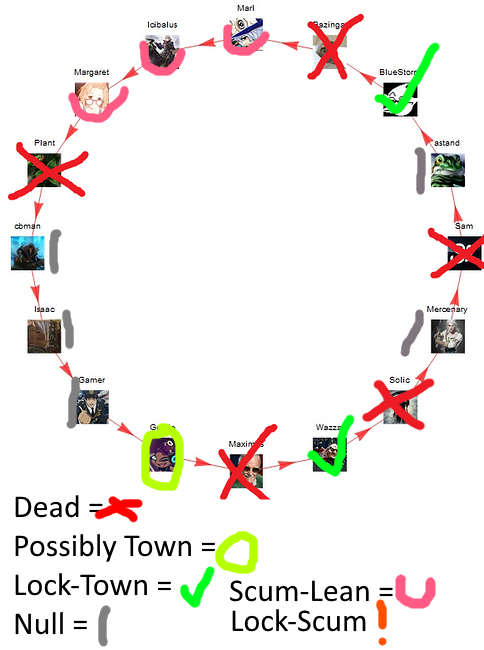 Marl
Icibalus
Bazinga
Margaret
BlueStorm
Plant
astand
cbman
Sam
Isaac
Mercenary
Gamer
Solic
Maximus
Wazza
Dead =
Possibly Town =
Lock-Town =
Scum-Lean =
Null =
Lock-Scum